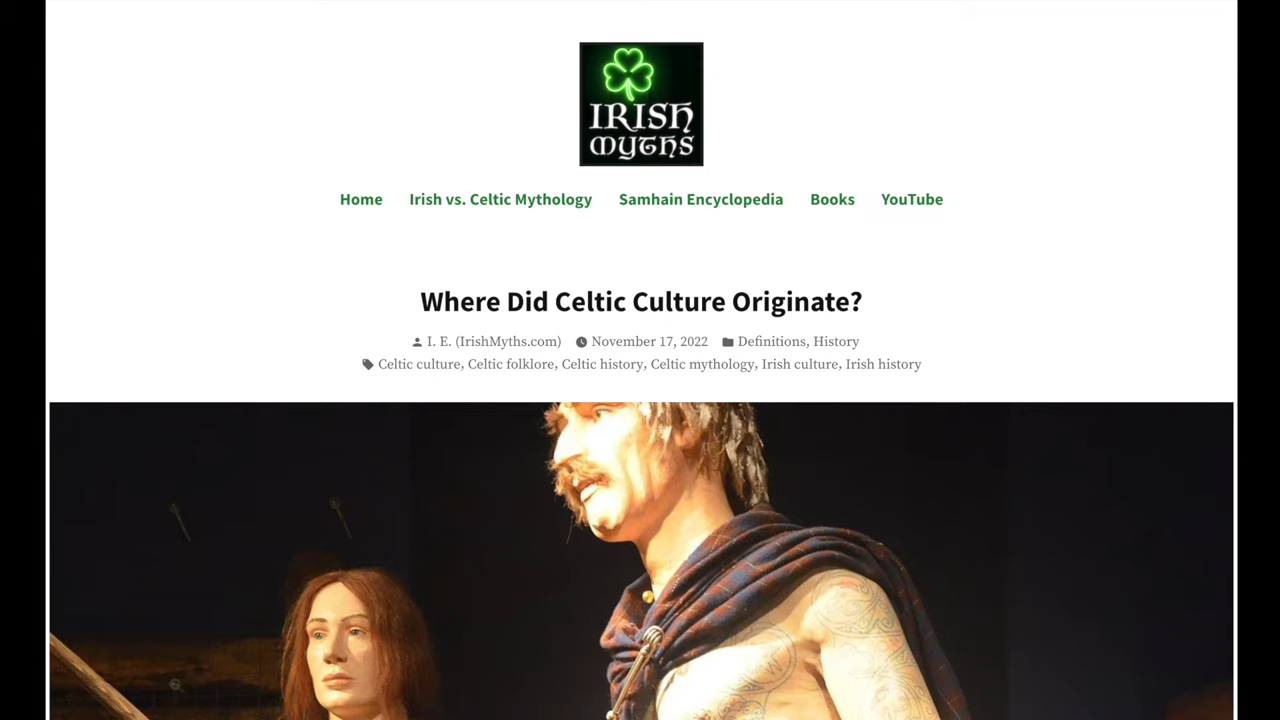 IRISH
MYTHS
Home Irish vs. Celtic Mythology Samhain Encyclopedia Books YouTube
Where Did Celtic Culture Originate?
I. E. (IrishMyths.com) November 17, 2022 Definitions, History
Celtic culture, Celtic folklore, Celtic history, Celtic mythology, Irish culture, Irish history